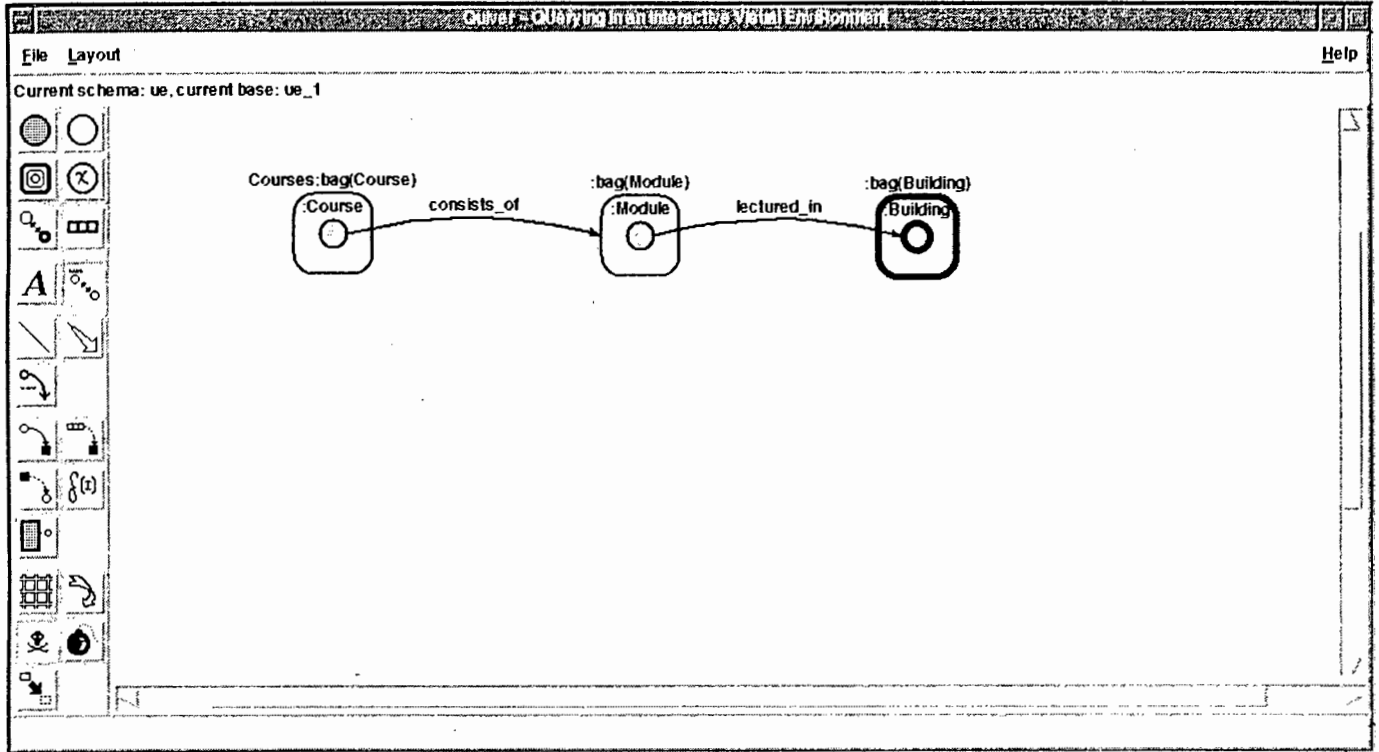 Quiver – Querying in an Interactive Visual Environment
File Layout Help
Current schema: ue, current base: ue_1
Courses:bag(Course} :bag(Module} :bag(Building}
:Course consists_of :Module lectured_in :Building
A
f(x)